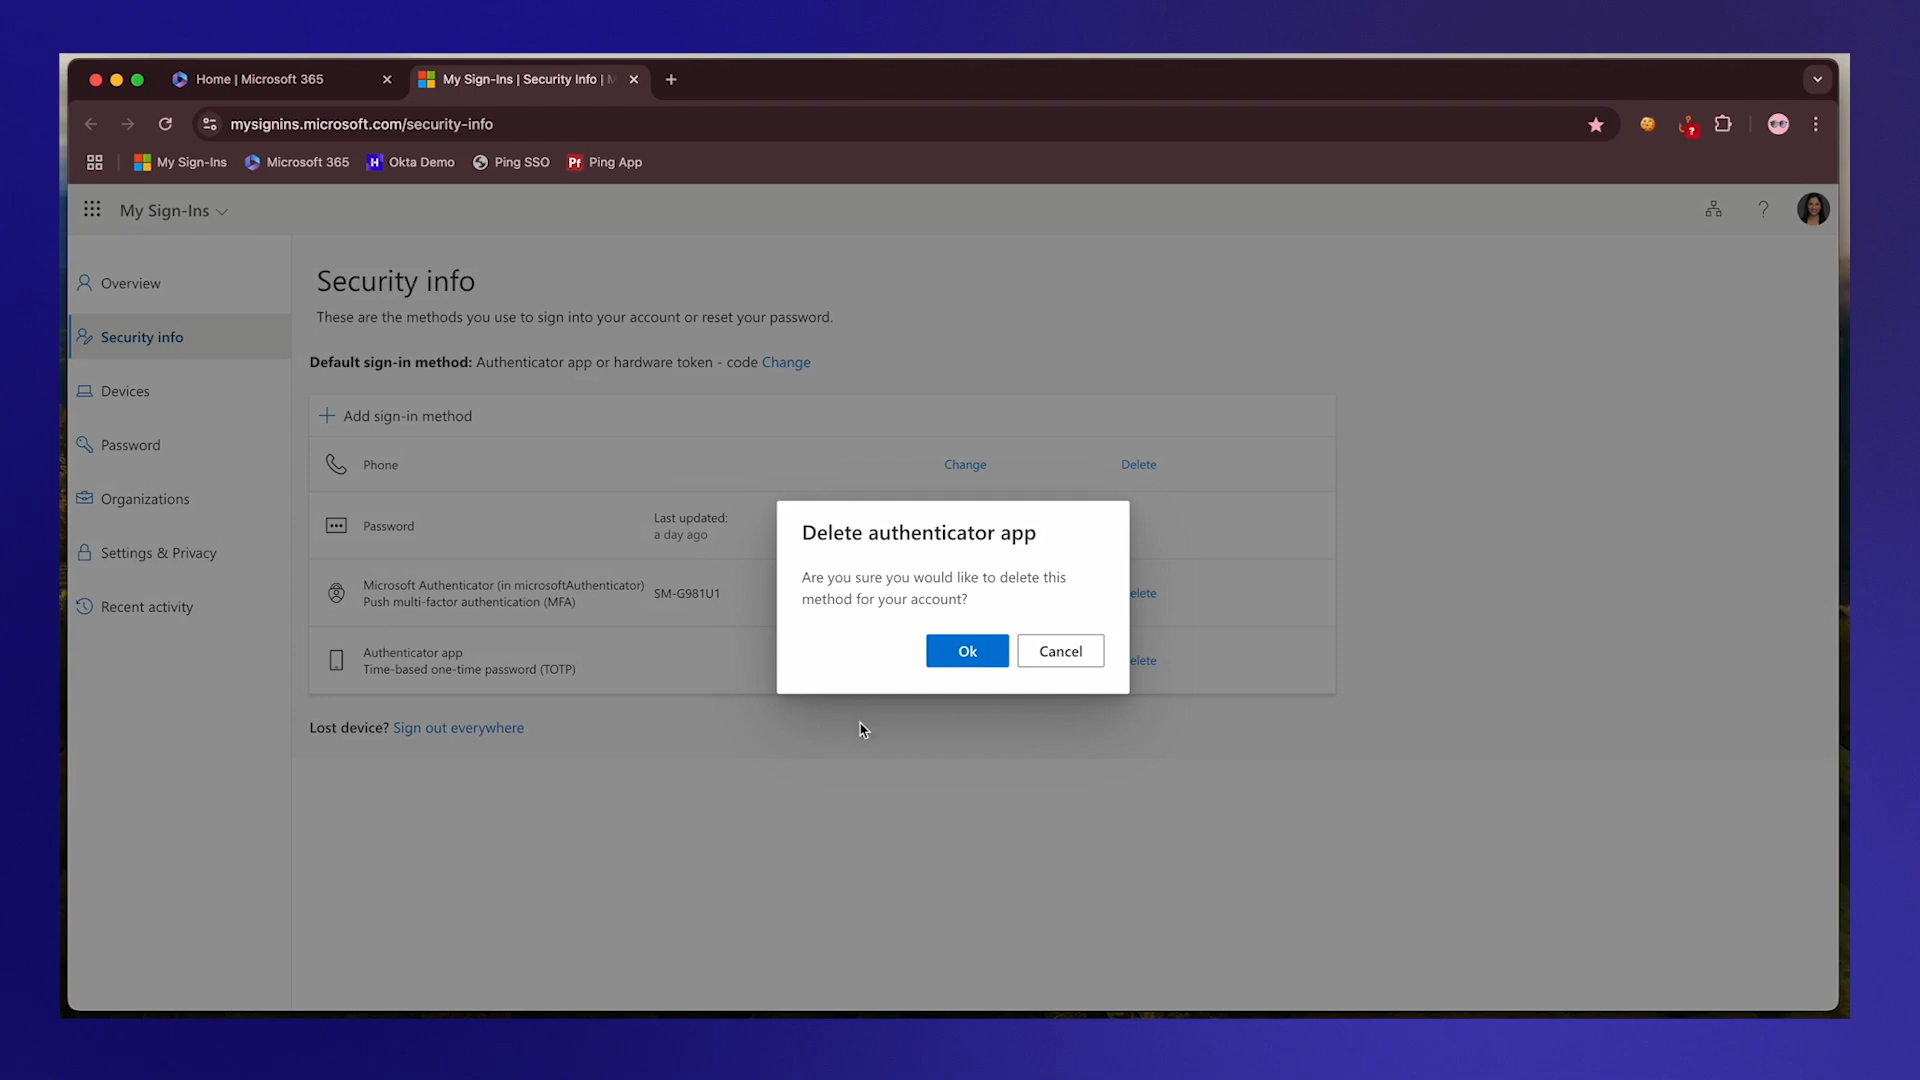 Home | Microsoft 365
My Sign-Ins | Security Info |
mysignins.microsoft.com/security-info
My Sign-Ins
Microsoft 365
H Okta Demo
Ping SSO
Pf Ping App
My Sign-Ins
Overview
Security info
Devices
Password
Organizations
Settings & Privacy
Recent activity
Security info
These are the methods you use to sign into your account or reset your password.
Default sign-in method: Authenticator app or hardware token - code Change
Add sign-in method
Phone
Change
Delete
Password
Last updated:
a day ago
Microsoft Authenticator (in microsoftAuthenticator)
Push multi-factor authentication (MFA)
SM-G981U1
elete
Authenticator app
Time-based one-time password (TOTP)
elete
Lost device? Sign out everywhere
Delete authenticator app
Are you sure you would like to delete this
method for your account?
Ok
Cancel